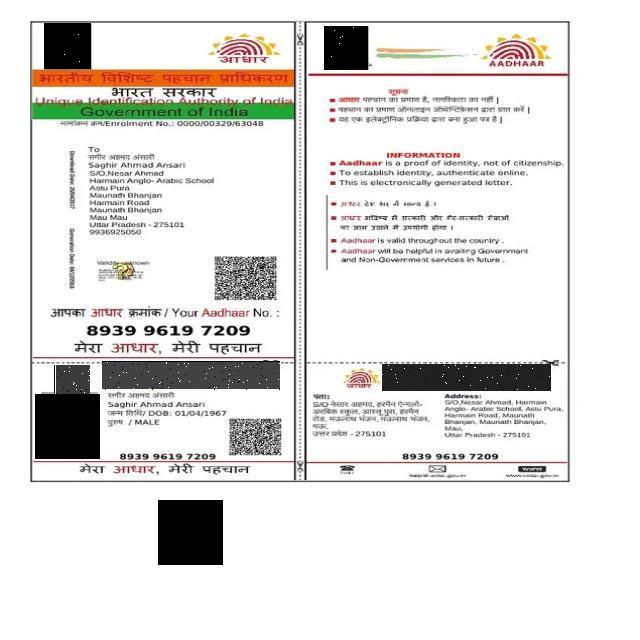 आधार
भारतीय विशिष्ट पहचान प्राधिकरण
भारत सरकार
Unique Identification Authority of India
Government of India
नामांकन क्रम/Enrolment No.: 0000/00329/63048
To
सगीर अहमद अंसारी
Saghir Ahmad Ansari
S/O,Nesar Ahmad
Harmain Anglo- Arabic School
Astu Pura
Maunath Bhanjan
Harmain Road
Maunath Bhanjan
Mau Mau
Uttar Pradesh - 275101
9936925050
Validity unknown
आपका आधार क्रमांक / Your Aadhaar No. :
8939 9619 7209
मेरा आधार, मेरी पहचान
सगीर अहमद अंसारी
Saghir Ahmad Ansari
जन्म तिथि/ DOB: 01/04/1967
पुरुष / MALE
8939 9619 7209
मेरा आधार, मेरी पहचान
AADHAAR
सूचना
आधार पहचान का प्रमाण है, नागरिकता का नहीं |
पहचान का प्रमाण ऑनलाइन ऑथेन्टिकेशन द्वारा प्राप्त करें |
यह एक इलेक्ट्रॉनिक प्रक्रिया द्वारा बना हुआ पत्र है |
INFORMATION
Aadhaar is a proof of identity, not of citizenship.
To establish identity, authenticate online.
This is electronically generated letter.
आधार देश भर में मान्य है ।
आधार भविष्य में सरकारी और गैर-सरकारी सेवाओं
का लाभ उठाने में उपयोगी होगा ।
Aadhaar is valid throughout the country .
Aadhaar will be helpful in availing Government
and Non-Government services in future .
आधार
पता:
S/O नेसार अहमद, हरमैन ऐंग्लो-
अरबिक स्कूल, आस्तू पुरा, हरमैन
रोड, मऊनाथ भंजन, मऊनाथ भंजन,
मऊ,
उत्तर प्रदेश - 275101
Address:
S/O,Nesar Ahmad, Harmain
Anglo- Arabic School, Astu Pura,
Harmain Road, Maunath
Bhanjan, Maunath Bhanjan,
Mau,
Uttar Pradesh - 275101
8939 9619 7209
1947
help@uidai.gov.in
www
www.uidai.gov.in